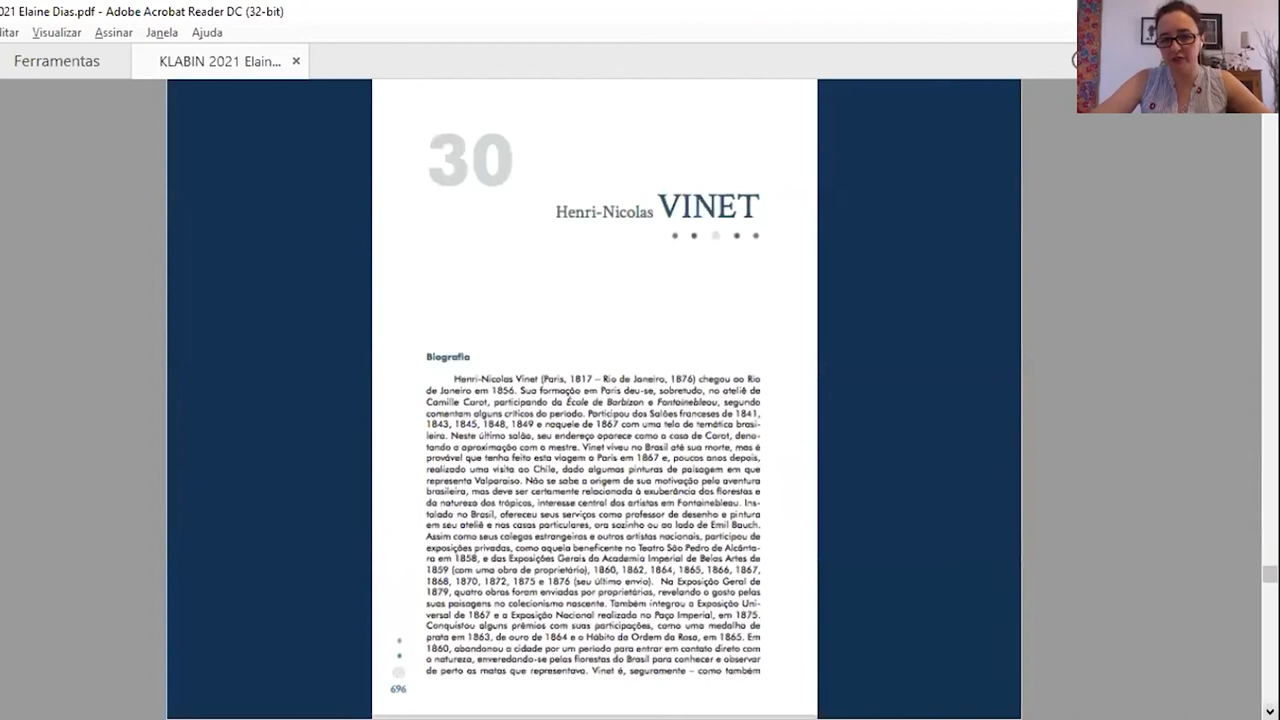 021 Elaine Dias.pdf - Adobe Acrobat Reader DC (32-bit)
itar Visualizar Assinar Janela Ajuda
Ferramentas KLABIN 2021 Elain... ×
30
Henri-Nicolas VINET
Biografia
Henri-Nicolas Vinet (Paris, 1817 – Rio de Janeiro, 1876) chegou ao Rio
de Janeiro em 1856. Sua formação em Paris deu-se, sobretudo, no ateliê de
Camille Corot, participando da École de Barbizon e Fontainebleau, segundo
comentam alguns críticos do período. Participou dos Salões franceses de 1841,
1843, 1845, 1848, 1849 e naquele de 1867 com uma tela de temática brasi-
leira. Neste último salão, seu endereço aparece como a casa de Corot, deno-
tando a aproximação com o mestre. Vinet viveu no Brasil até sua morte, mas é
provável que tenha feito esta viagem a Paris em 1867 e, poucos anos depois,
realizado uma visita ao Chile, dado algumas pinturas de paisagem em que
representa Valparaíso. Não se sabe a origem de sua motivação pela aventura
brasileira, mas deve ser certamente relacionada à exuberância das florestas e
da natureza dos trópicos, interesse central dos artistas em Fontainebleau. Ins-
talado no Brasil, ofereceu seus serviços como professor de desenho e pintura
em seu ateliê e nas casas particulares, ora sozinho ou ao lado de Emil Bauch.
Assim como seus colegas estrangeiros e outros artistas nacionais, participou de
exposições privadas, como aquela beneficente no Teatro São Pedro de Alcânta-
ra em 1858, e das Exposições Gerais da Academia Imperial de Belas Artes de
1859 (com uma obra de proprietário), 1860, 1862, 1864, 1865, 1866, 1867,
1868, 1870, 1872, 1875 e 1876 (seu último envio). Na Exposição Geral de
1879, quatro obras foram enviadas por proprietários, revelando o gosto pelas
suas paisagens no colecionismo nascente. Também integrou a Exposição Uni-
versal de 1867 e a Exposição Nacional realizada no Paço Imperial, em 1875.
Conquistou alguns prêmios com suas participações, como uma medalha de
prata em 1863, de ouro de 1864 e o Hábito da Ordem da Rosa, em 1865. Em
1860, abandonou a cidade por um período para entrar em contato direto com
a natureza, enveredando-se pelas florestas do Brasil para conhecer e observar
de perto as matas que representava. Vinet é, seguramente – como também
696